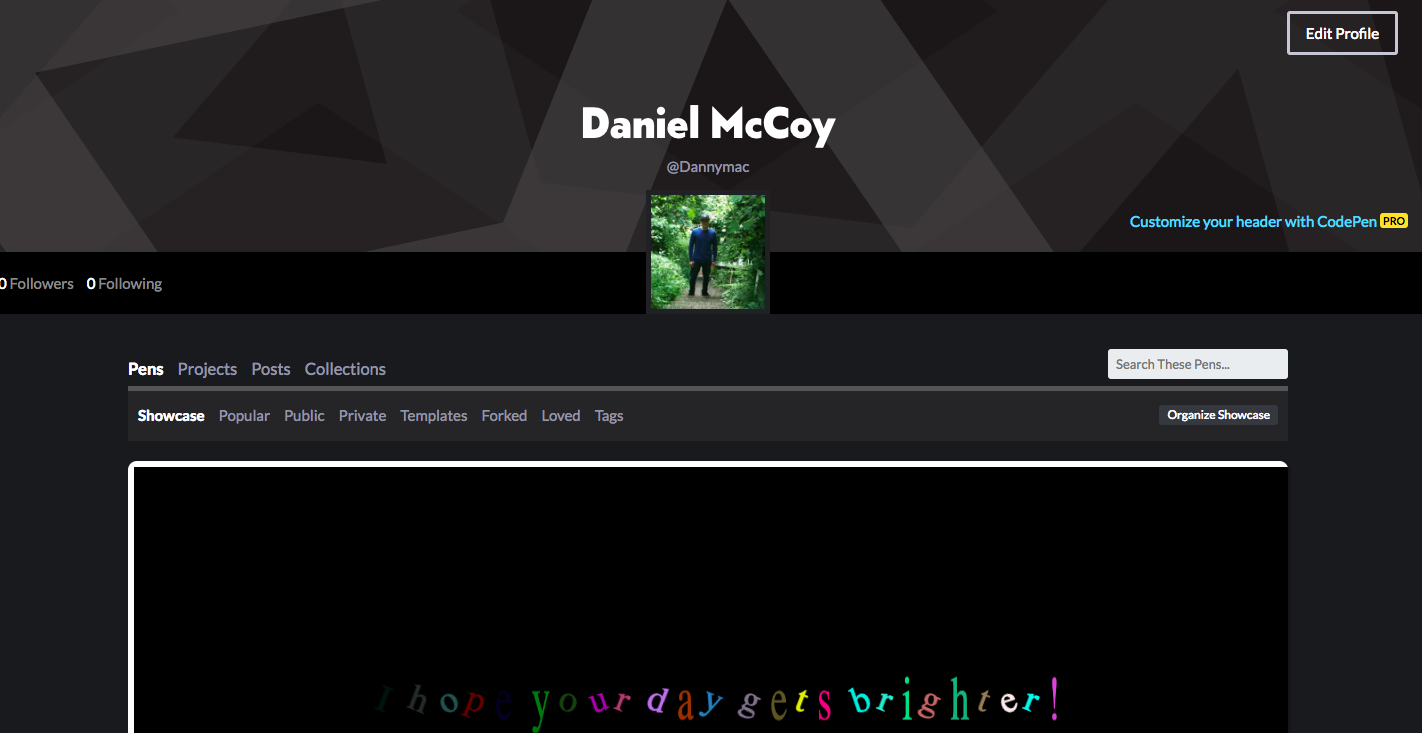 Edit Profile
Daniel McCoy
@Dannymac
Customize your header with CodePen PRO
0 Followers 0 Following
Pens Projects Posts Collections
Search These Pens...
Showcase Popular Public Private Templates Forked Loved Tags
Organize Showcase
I hope your day gets brighter!